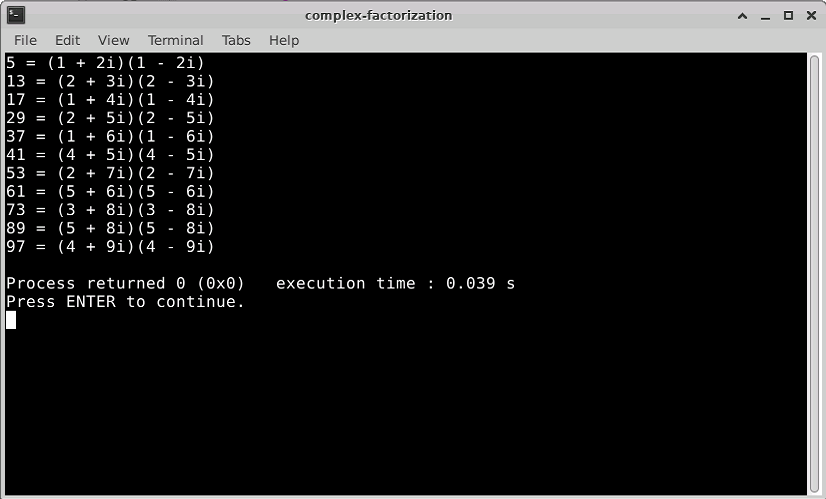 complex-factorization
File Edit View Terminal Tabs Help
5 = (1 + 2i)(1 - 2i)
13 = (2 + 3i)(2 - 3i)
17 = (1 + 4i)(1 - 4i)
29 = (2 + 5i)(2 - 5i)
37 = (1 + 6i)(1 - 6i)
41 = (4 + 5i)(4 - 5i)
53 = (2 + 7i)(2 - 7i)
61 = (5 + 6i)(5 - 6i)
73 = (3 + 8i)(3 - 8i)
89 = (5 + 8i)(5 - 8i)
97 = (4 + 9i)(4 - 9i)
Process returned 0 (0x0)   execution time : 0.039 s
Press ENTER to continue.